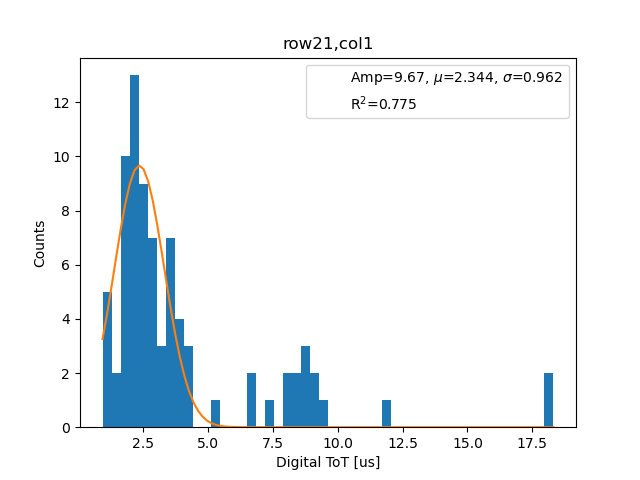 row21,col1
Amp=9.67, μ=2.344, σ=0.962
R²=0.775
12
10
8
6
4
2
0
Counts
2.5 5.0 7.5 10.0 12.5 15.0 17.5
Digital ToT [us]